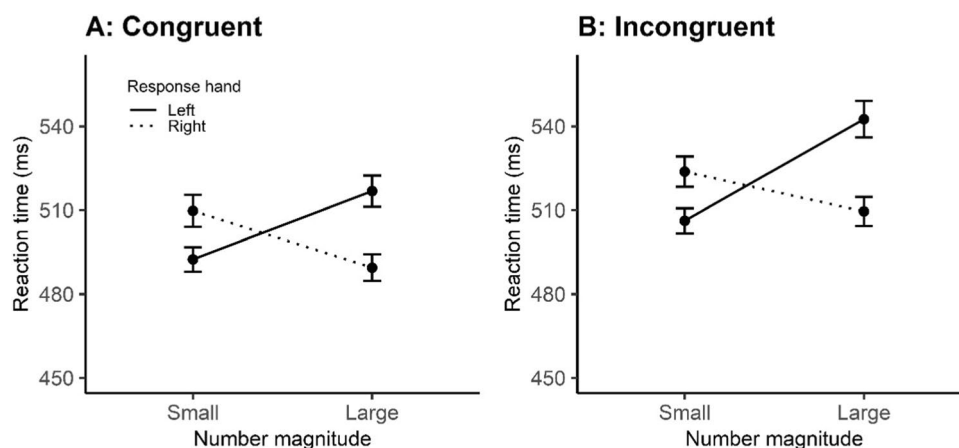 A: Congruent
Response hand
Left
Right
Reaction time (ms)
540
510
480
450
Small Large
Number magnitude
B: Incongruent
Reaction time (ms)
540
510
480
450
Small Large
Number magnitude